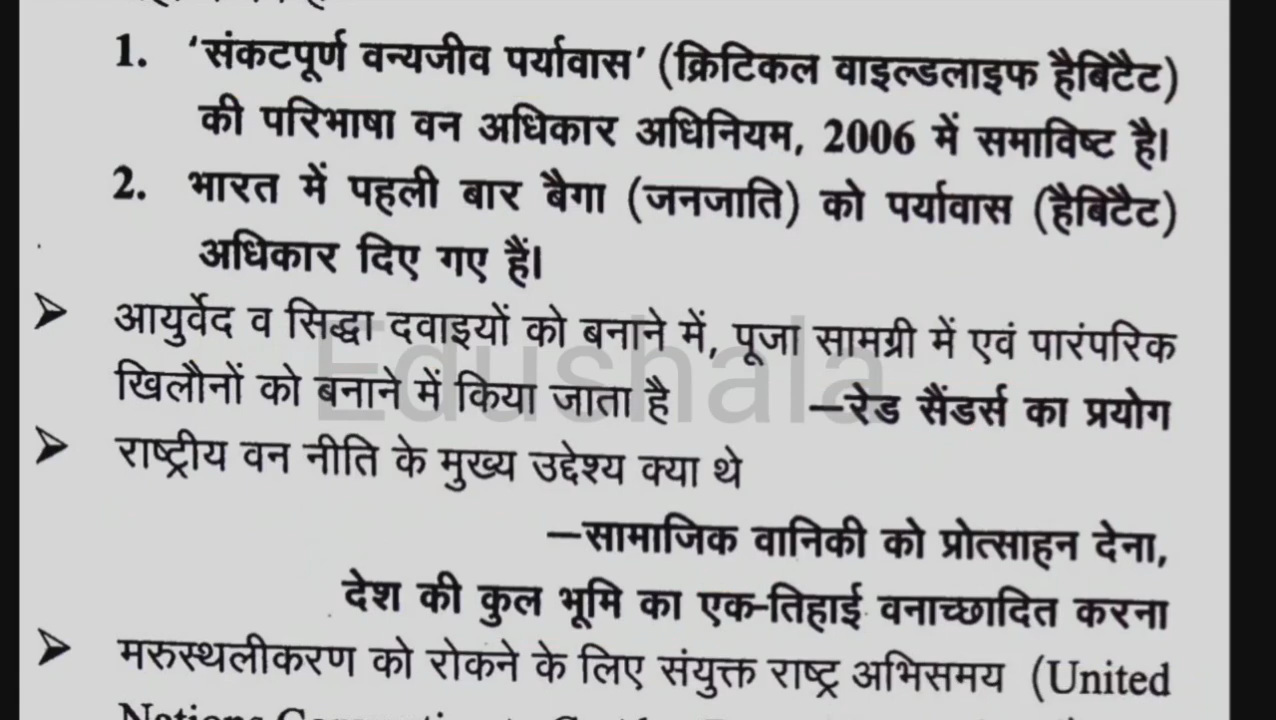 1. 'संकटपूर्ण वन्यजीव पर्यावास' (क्रिटिकल वाइल्डलाइफ हैबिटैट)
की परिभाषा वन अधिकार अधिनियम, 2006 में समाविष्ट है।
2. भारत में पहली बार बैगा (जनजाति) को पर्यावास (हैबिटैट)
अधिकार दिए गए हैं।
➤ आयुर्वेद व सिद्धा दवाइयों को बनाने में, पूजा सामग्री में एवं पारंपरिक
खिलौनों को बनाने में किया जाता है —रेड सैंडर्स का प्रयोग
Edushala
➤ राष्ट्रीय वन नीति के मुख्य उद्देश्य क्या थे
—सामाजिक वानिकी को प्रोत्साहन देना,
देश की कुल भूमि का एक-तिहाई वनाच्छादित करना
➤ मरुस्थलीकरण को रोकने के लिए संयुक्त राष्ट्र अभिसमय (United